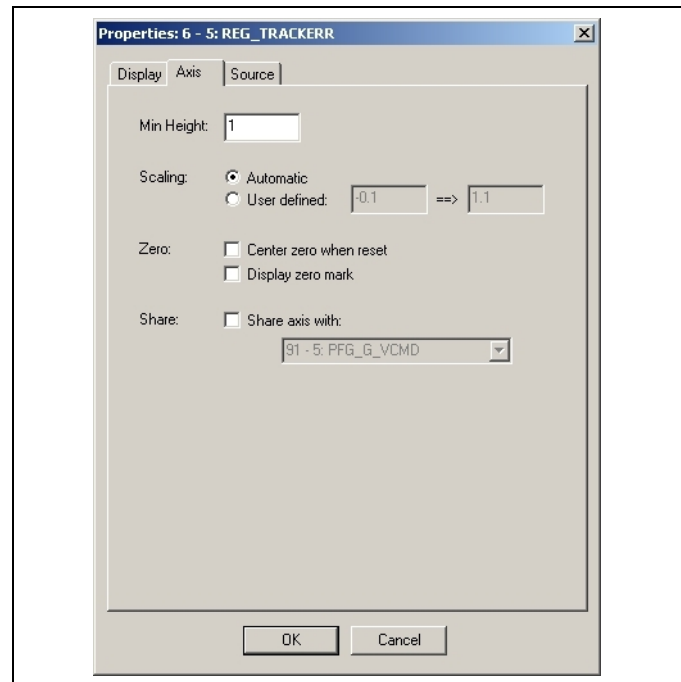 Properties: 6 - 5: REG_TRACKERR
Display Axis Source
Min Height: 1
Scaling: Automatic
User defined: -0.1 ==> 1.1
Zero: Center zero when reset
Display zero mark
Share: Share axis with:
91 - 5: PFG_G_VCMD
OK Cancel